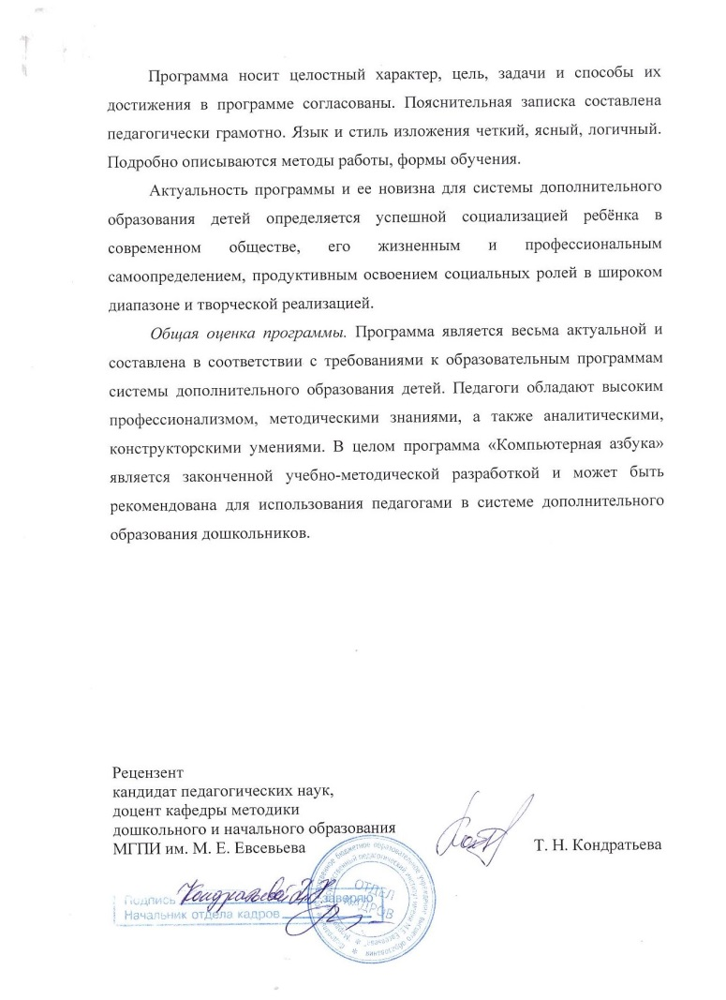 Программа носит целостный характер, цель, задачи и способы их
достижения в программе согласованы. Пояснительная записка составлена
педагогически грамотно. Язык и стиль изложения четкий, ясный, логичный.
Подробно описываются методы работы, формы обучения.
Актуальность программы и ее новизна для системы дополнительного
образования детей определяется успешной социализацией ребёнка в
современном обществе, его жизненным и профессиональным
самоопределением, продуктивным освоением социальных ролей в широком
диапазоне и творческой реализацией.
Общая оценка программы. Программа является весьма актуальной и
составлена в соответствии с требованиями к образовательным программам
системы дополнительного образования детей. Педагоги обладают высоким
профессионализмом, методическими знаниями, а также аналитическими,
конструкторскими умениями. В целом программа «Компьютерная азбука»
является законченной учебно-методической разработкой и может быть
рекомендована для использования педагогами в системе дополнительного
образования дошкольников.
Рецензент
кандидат педагогических наук,
доцент кафедры методики
дошкольного и начального образования
МГПИ им. М. Е. Евсевьева
Т. Н. Кондратьева
Подпись Кондратьевой Т.Н. заверяю
Начальник отдела кадров
ОТДЕЛ
КАДРОВ